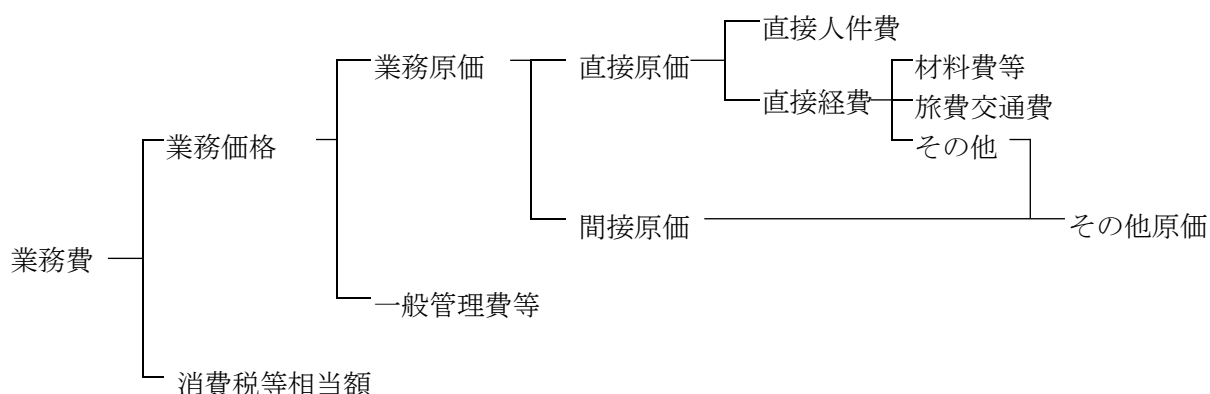 直接人件費
業務原価
直接原価
材料費等
直接経費
旅費交通費
業務価格
その他
間接原価
その他原価
業務費
一般管理費等
消費税等相当額